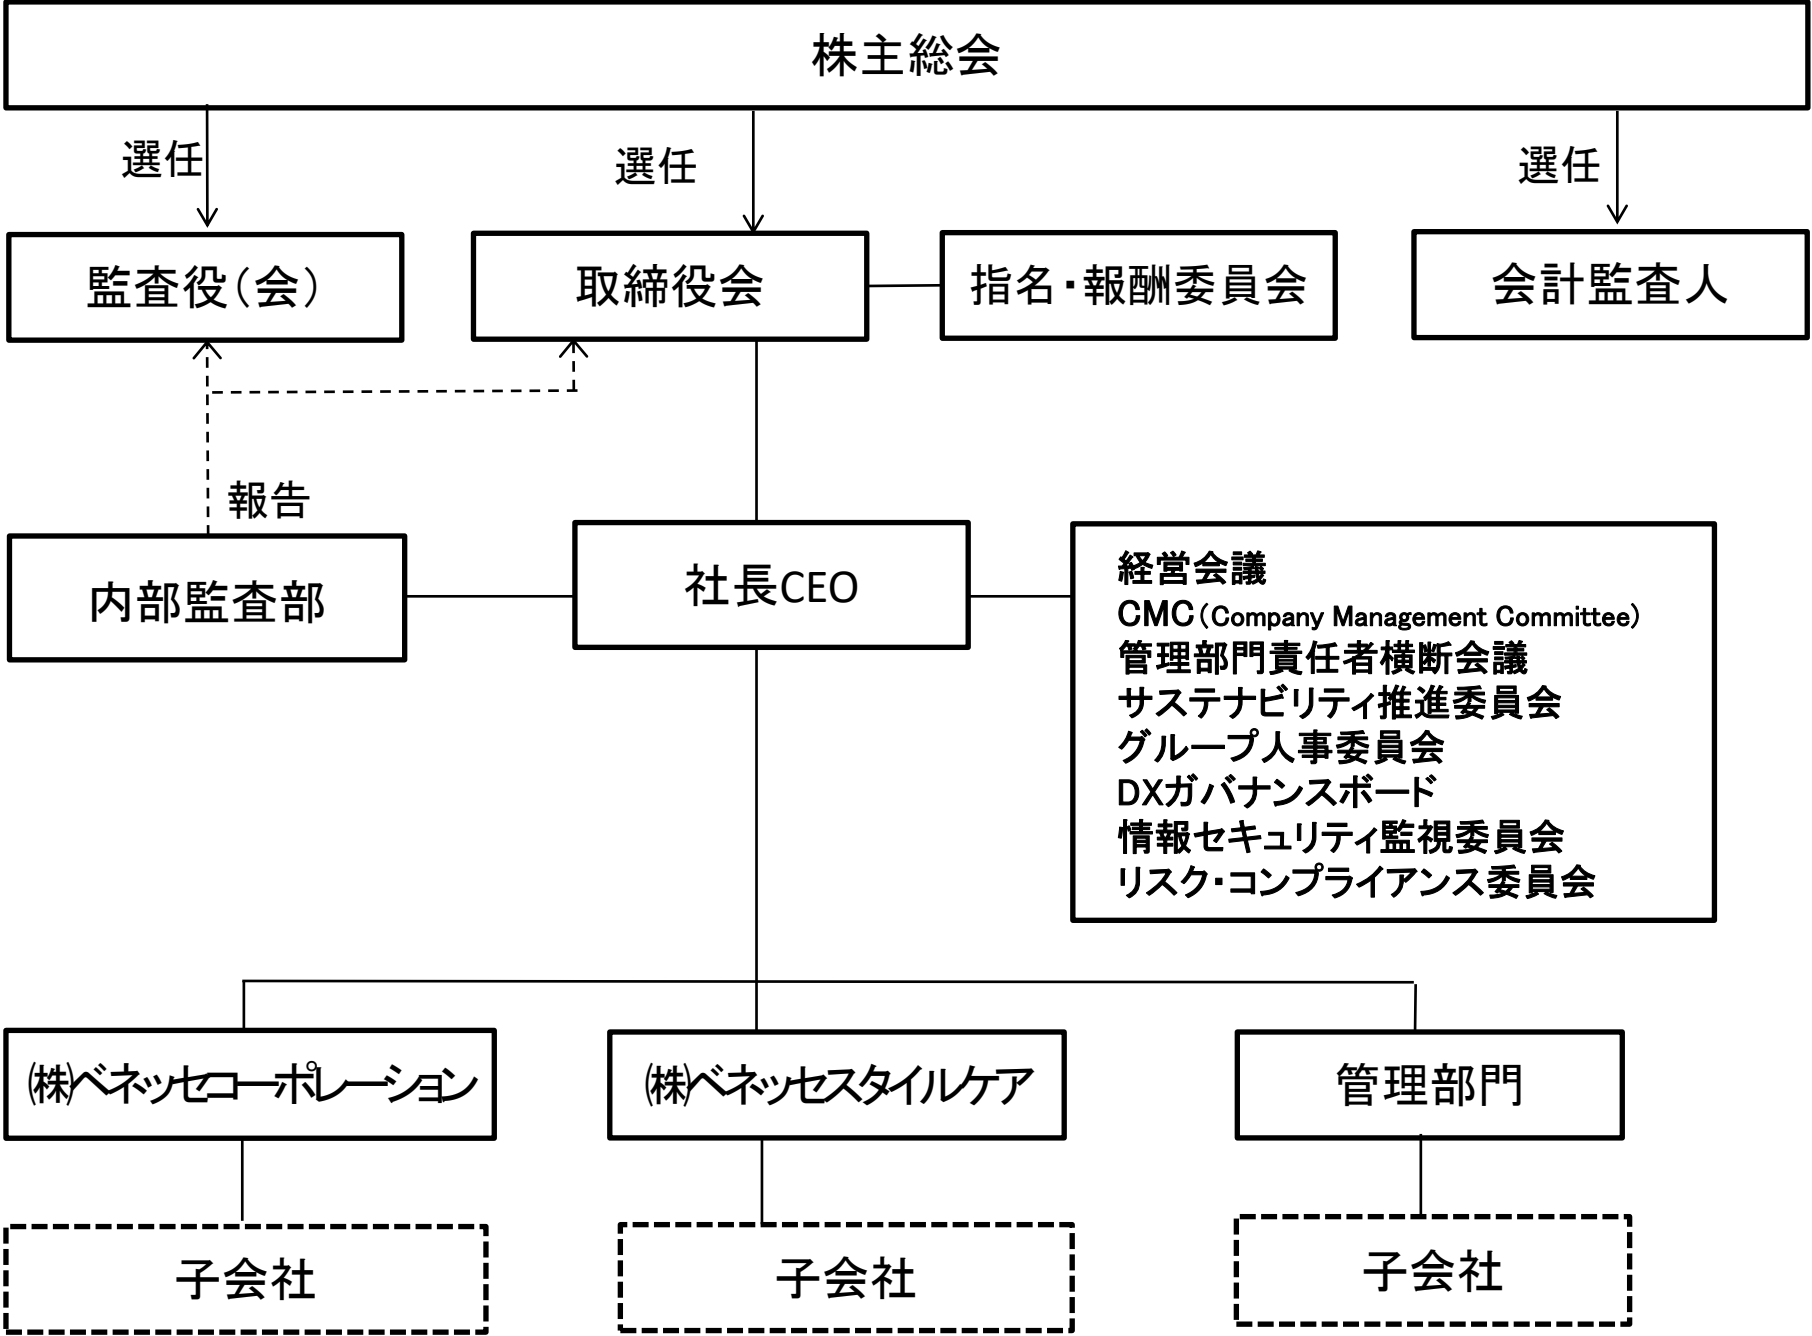 株主総会
選任
選任
選任
監査役(会)
取締役会
指名・報酬委員会
会計監査人
報告
内部監査部
社長CEO
経営会議
CMC(Company Management Committee)
管理部門責任者横断会議
サステナビリティ推進委員会
グループ人事委員会
DXガバナンスボード
情報セキュリティ監視委員会
リスク・コンプライアンス委員会
㈱ベネッセコーポレーション
㈱ベネッセスタイルケア
管理部門
子会社
子会社
子会社